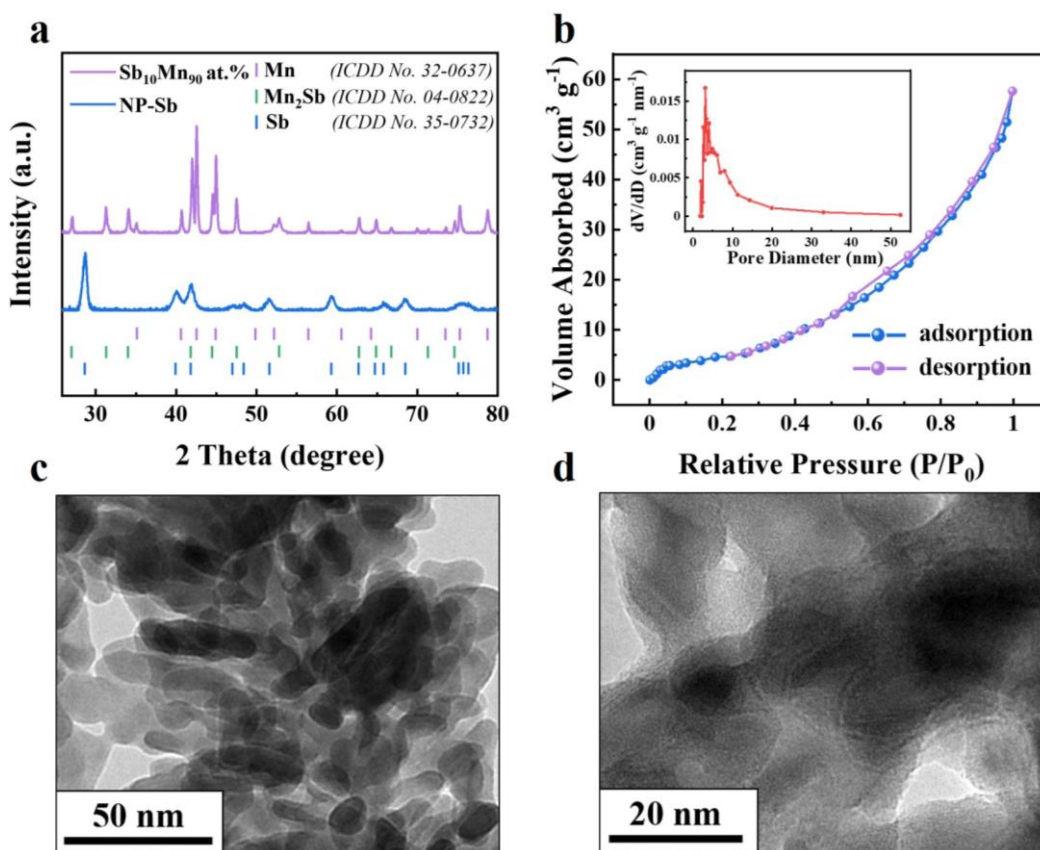 a
Sb₁₀Mn₉₀ at.%
NP-Sb
Mn (ICDD No. 32-0637)
Mn₂Sb (ICDD No. 04-0822)
Sb (ICDD No. 35-0732)
Intensity (a.u.)
30 40 50 60 70 80
2 Theta (degree)
b
Volume Absorbed (cm³ g⁻¹)
60
50
40
30
20
10
0
dV/dD (cm³ g⁻¹ nm⁻¹)
0.015
0.010
0.005
0
0 10 20 30 40 50
Pore Diameter (nm)
adsorption
desorption
0 0.2 0.4 0.6 0.8 1
Relative Pressure (P/P₀)
c
50 nm
d
20 nm